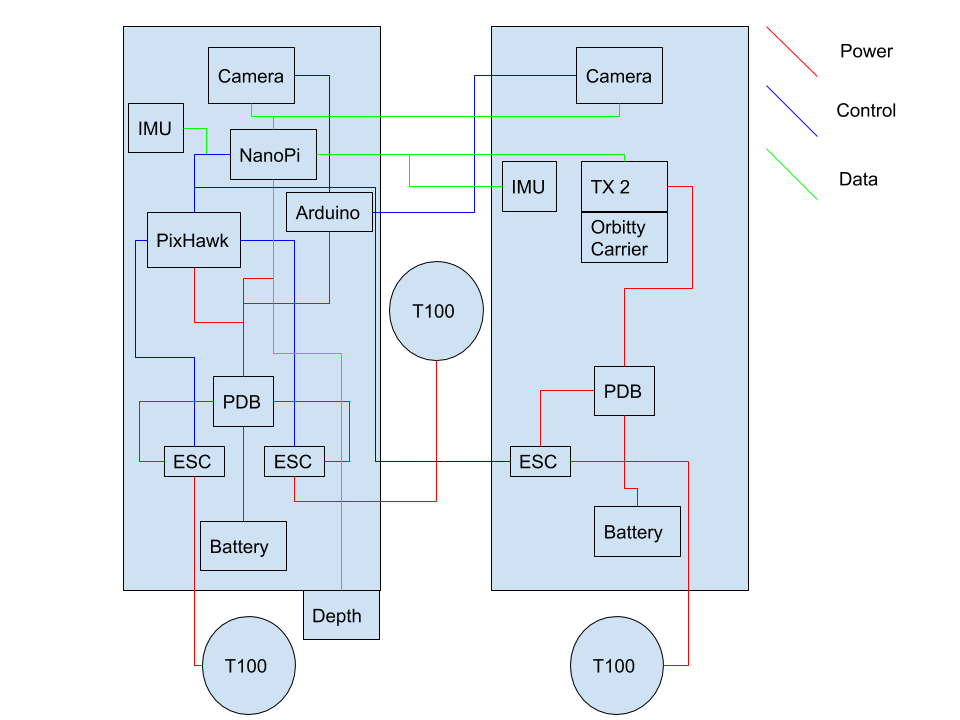 Camera
Camera
Power
Control
IMU
NanoPi
IMU
TX 2
Data
Arduino
PixHawk
Orbitty
Carrier
T100
PDB
PDB
ESC
ESC
ESC
Battery
Battery
Depth
T100
T100